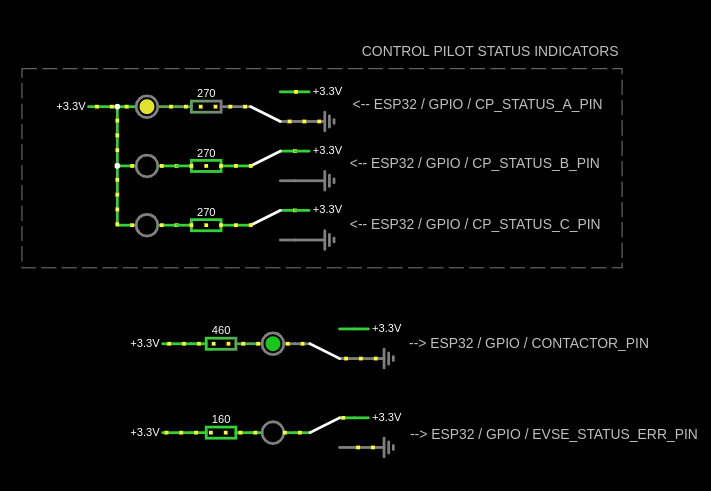 CONTROL PILOT STATUS INDICATORS
+3.3V
270
+3.3V
<-- ESP32 / GPIO / CP_STATUS_A_PIN
270
+3.3V
<-- ESP32 / GPIO / CP_STATUS_B_PIN
270
+3.3V
<-- ESP32 / GPIO / CP_STATUS_C_PIN
+3.3V
460
+3.3V
--> ESP32 / GPIO / CONTACTOR_PIN
+3.3V
160
+3.3V
--> ESP32 / GPIO / EVSE_STATUS_ERR_PIN